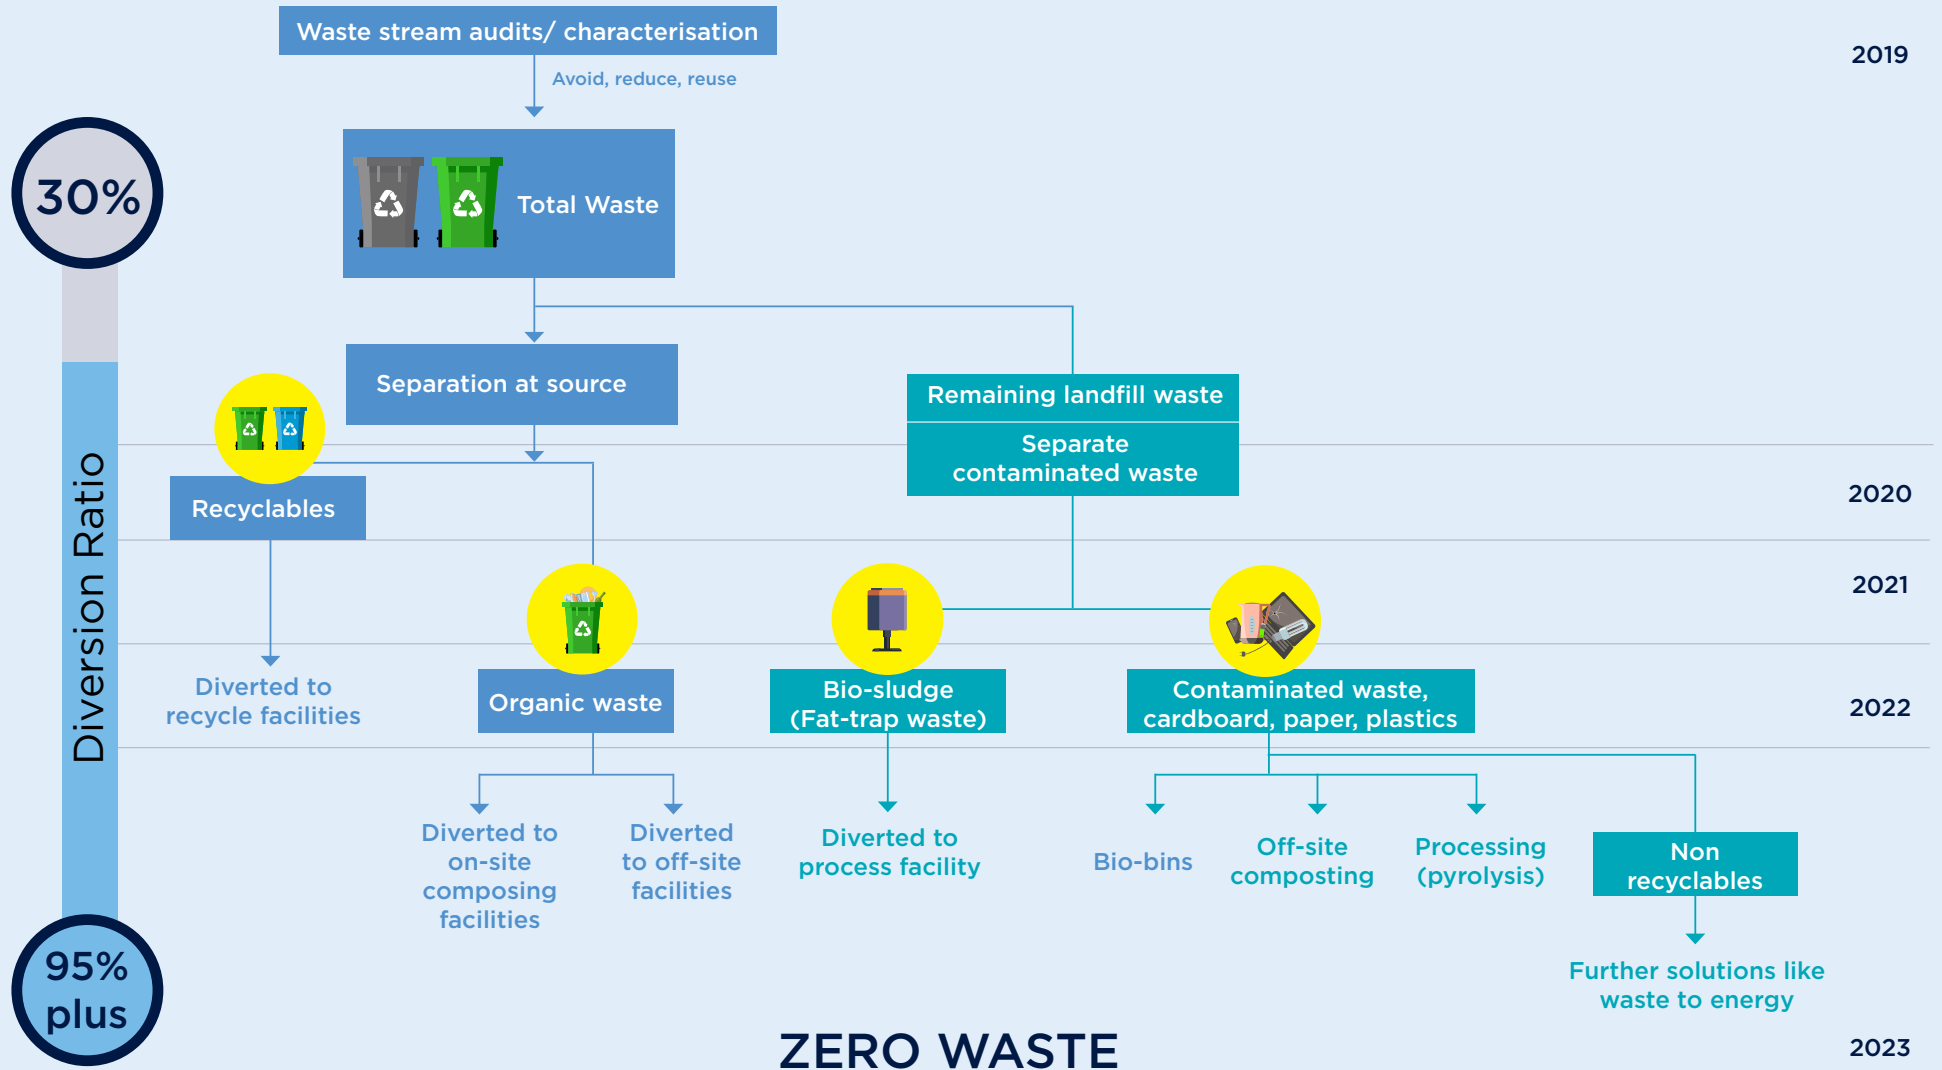 Waste stream audits/ characterisation
2019
Avoid, reduce, reuse
30%
Total Waste
Separation at source
Remaining landfill waste
Separate
contaminated waste
Recyclables
2020
Diversion Ratio
2021
Diverted to
recycle facilities
Organic waste
Bio-sludge
(Fat-trap waste)
Contaminated waste,
cardboard, paper, plastics
2022
Diverted to
on-site
composing
facilities
Diverted
to off-site
facilities
Diverted to
process facility
Bio-bins
Off-site
composting
Processing
(pyrolysis)
Non
recyclables
95%
plus
Further solutions like
waste to energy
ZERO WASTE
2023